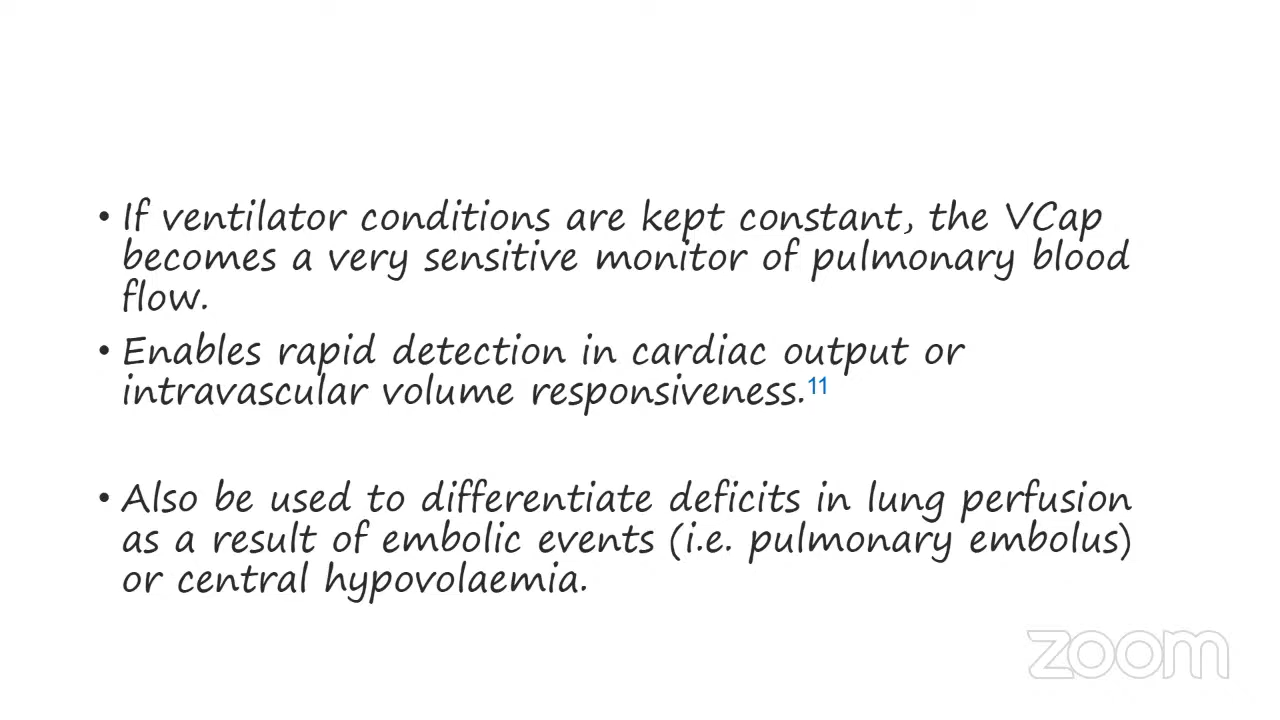 • If ventilator conditions are kept constant, the VCap
becomes a very sensitive monitor of pulmonary blood
flow.
• Enables rapid detection in cardiac output or
intravascular volume responsiveness.11
• Also be used to differentiate deficits in lung perfusion
as a result of embolic events (i.e. pulmonary embolus)
or central hypovolaemia.
zoom